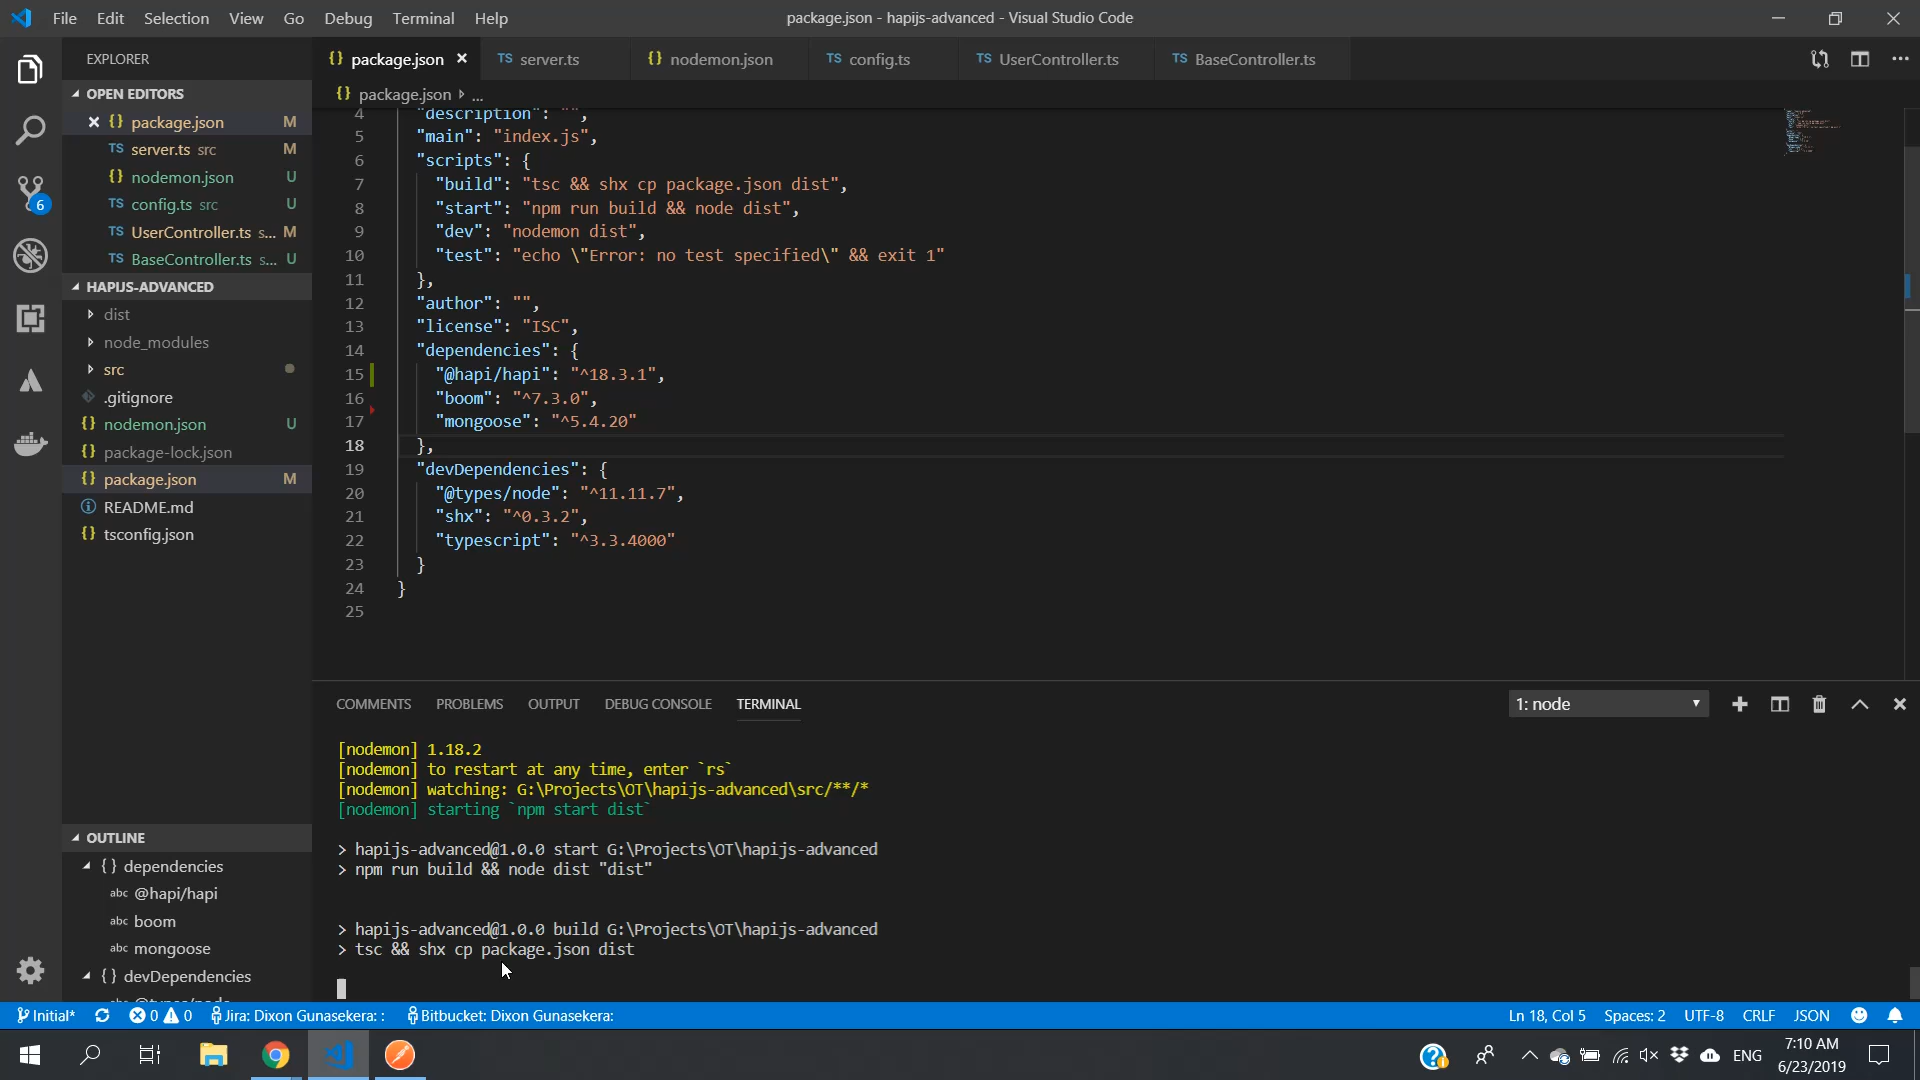 File Edit Selection View Go Debug Terminal Help
package.json - hapijs-advanced - Visual Studio Code
EXPLORER
OPEN EDITORS
{} package.json M
TS server.ts src M
{} nodemon.json U
TS config.ts src U
TS UserController.ts s... M
TS BaseController.ts s... U
HAPIJS-ADVANCED
dist
node_modules
src
.gitignore
{} nodemon.json U
{} package-lock.json
{} package.json M
README.md
{} tsconfig.json
OUTLINE
{} dependencies
abc @hapi/hapi
abc boom
abc mongoose
{} devDependencies
6
{} package.json
TS server.ts
{} nodemon.json
TS config.ts
TS UserController.ts
TS BaseController.ts
{} package.json ...
4 "description": "",
5 "main": "index.js",
6 "scripts": {
7 "build": "tsc && shx cp package.json dist",
8 "start": "npm run build && node dist",
9 "dev": "nodemon dist",
10 "test": "echo \"Error: no test specified\" && exit 1"
11 },
12 "author": "",
13 "license": "ISC",
14 "dependencies": {
15 "@hapi/hapi": "^18.3.1",
16 "boom": "^7.3.0",
17 "mongoose": "^5.4.20"
18 },
19 "devDependencies": {
20 "@types/node": "^11.11.7",
21 "shx": "^0.3.2",
22 "typescript": "^3.3.4000"
23 }
24 }
25
COMMENTS PROBLEMS OUTPUT DEBUG CONSOLE TERMINAL
1: node
[nodemon] 1.18.2
[nodemon] to restart at any time, enter `rs`
[nodemon] watching: G:\Projects\OT\hapijs-advanced\src/**/*
[nodemon] starting `npm start dist`
> hapijs-advanced@1.0.0 start G:\Projects\OT\hapijs-advanced
> npm run build && node dist "dist"
> hapijs-advanced@1.0.0 build G:\Projects\OT\hapijs-advanced
> tsc && shx cp package.json dist
Initial* 0 0 Jira: Dixon Gunasekera: : Bitbucket: Dixon Gunasekera:
Ln 18, Col 5 Spaces: 2 UTF-8 CRLF JSON
ENG
7:10 AM
6/23/2019